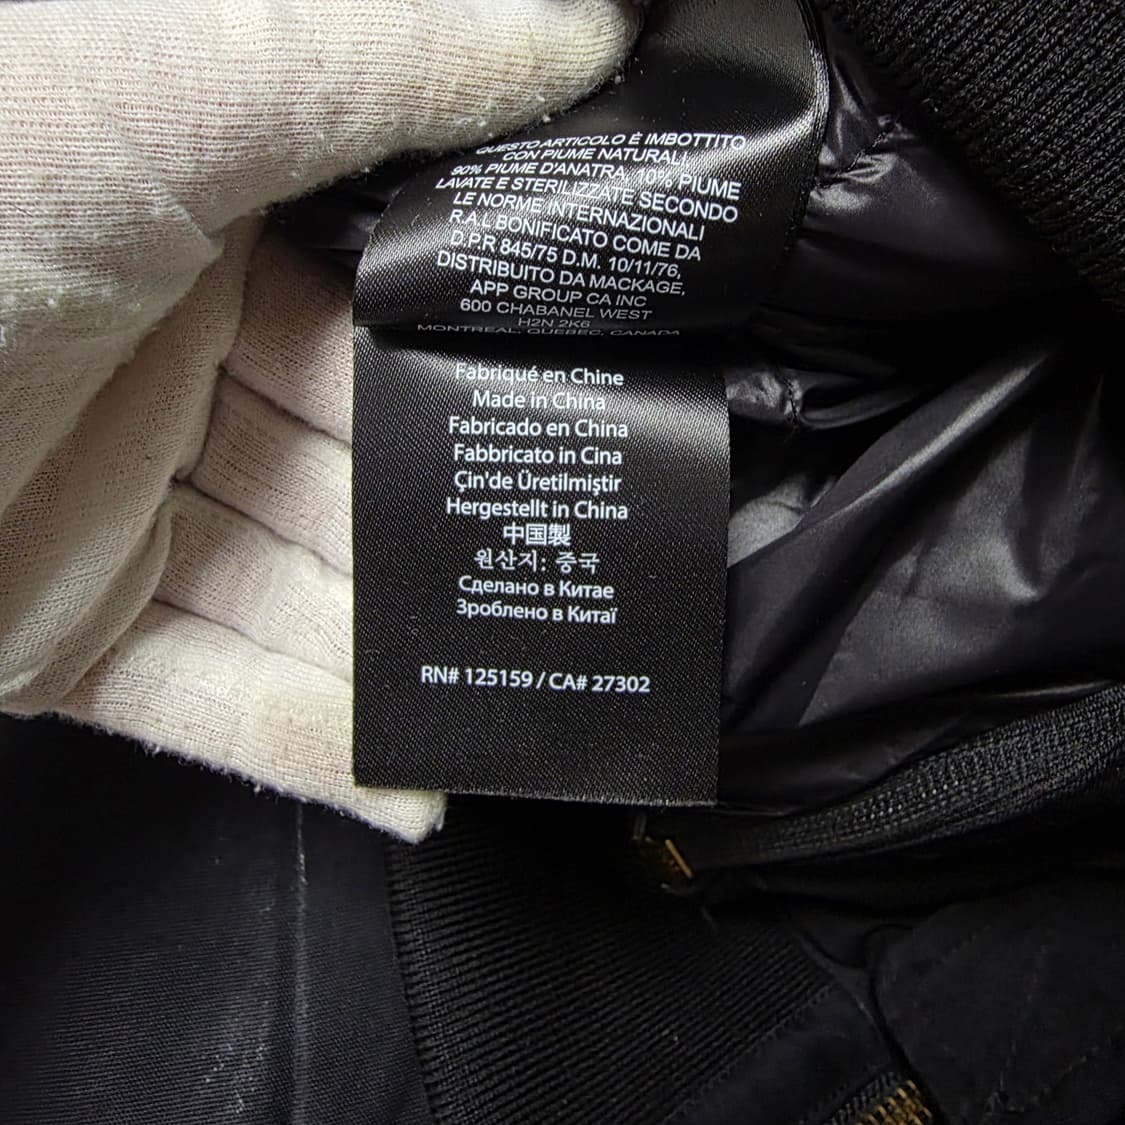 QUESTO ARTICOLO È IMBOTTITO
CON PIUME NATURALI
90% PIUME D'ANATRA, 10% PIUME
LAVATE E STERILIZZATE SECONDO
LE NORME INTERNAZIONALI
R.A.L BONIFICATO COME DA
D.P.R 845/75 D.M. 10/11/76,
DISTRIBUITO DA MACKAGE,
APP GROUP CA INC
600 CHABANEL WEST
H2N 2K6
MONTREAL, QUEBEC, CANADA
Fabriqué en Chine
Made in China
Fabricado en China
Fabbricato in Cina
Çin'de Üretilmiştir
Hergestellt in China
中国製
원산지: 중국
Сделано в Китае
Зроблено в Китаї
RN# 125159 / CA# 27302